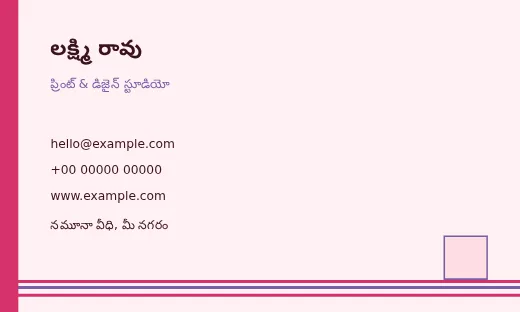 లక్ష్మి రావు
ప్రింట్ & డిజైన్ స్టూడియో
hello@example.com
+00 00000 00000
www.example.com
నమూనా వీధి, మీ నగరం